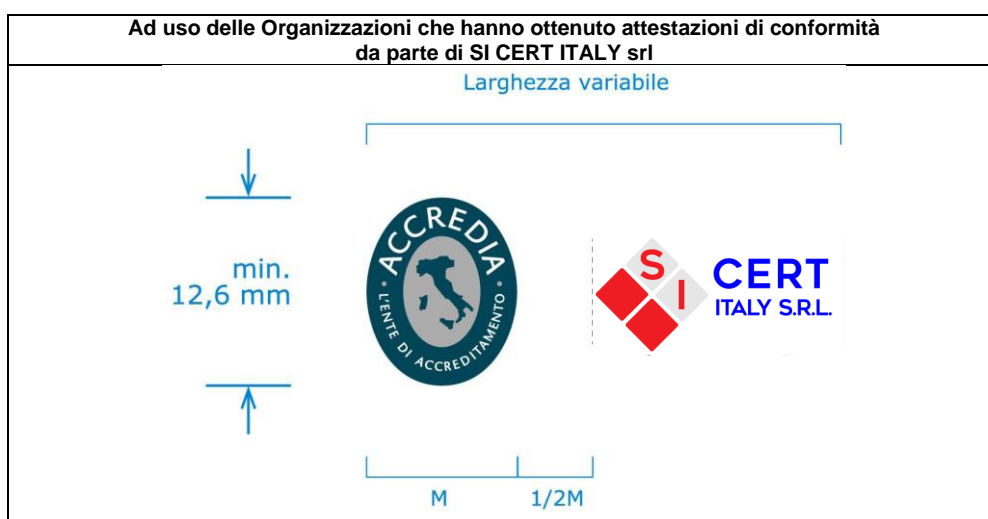 Ad uso delle Organizzazioni che hanno ottenuto attestazioni di conformità
da parte di SI CERT ITALY srl
Larghezza variabile
min.
12,6 mm
ACCREDIA
L'ENTE DI ACCREDITAMENTO
SI
CERT
ITALY S.R.L.
M
1/2M